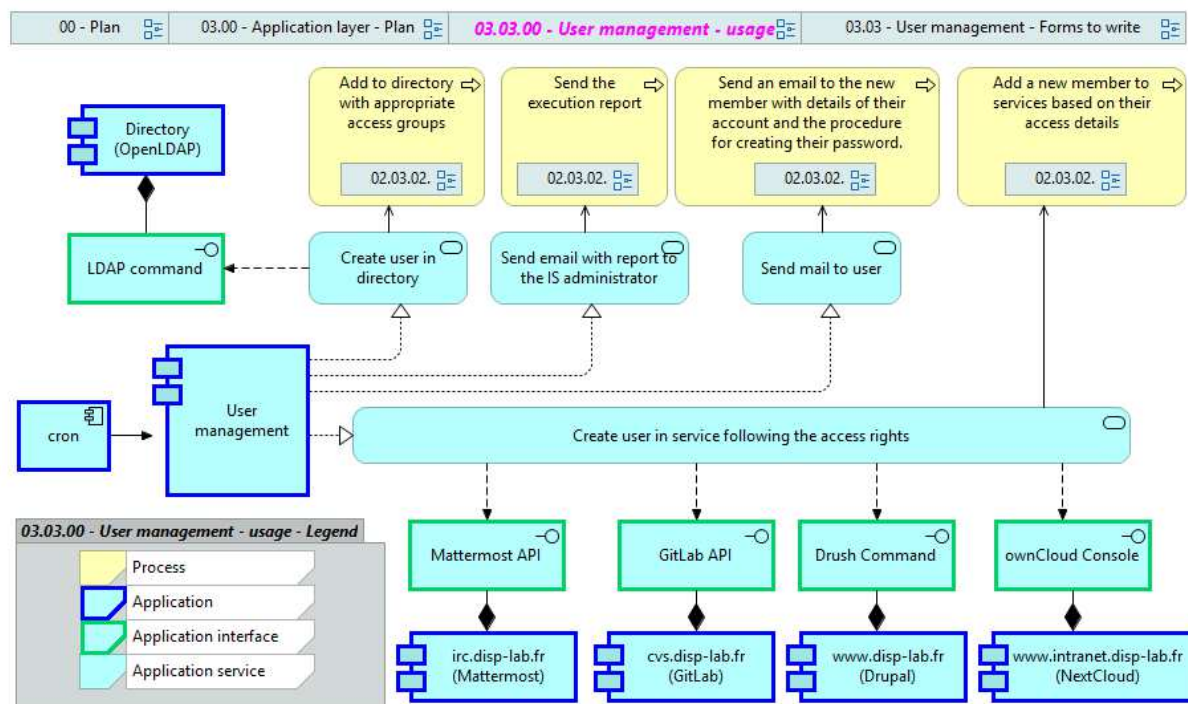 00 - Plan
03.00 - Application layer - Plan
03.03.00 - User management - usage
03.03 - User management - Forms to write
Add to directory
with appropriate
access groups
02.03.02.
Send the
execution report
02.03.02.
Send an email to the new
member with details of their
account and the procedure
for creating their password.
02.03.02.
Add a new member to
services based on their
access details
02.03.02.
Directory
(OpenLDAP)
LDAP command
Create user in
directory
Send email with report to
the IS administrator
Send mail to user
cron
User
management
Create user in service following the access rights
Mattermost API
GitLab API
Drush Command
ownCloud Console
irc.disp-lab.fr
(Mattermost)
cvs.disp-lab.fr
(GitLab)
www.disp-lab.fr
(Drupal)
www.intranet.disp-lab.fr
(NextCloud)
03.03.00 - User management - usage - Legend
Process
Application
Application interface
Application service